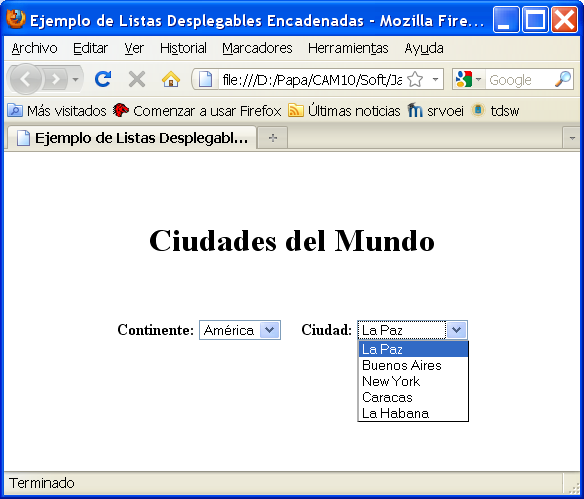 Ejemplo de Listas Desplegables Encadenadas - Mozilla Fire...
Archivo Editar Ver Historial Marcadores Herramientas Ayuda
file:///D:/Papa/CAM10/Soft/Ja Google
Más visitados Comenzar a usar Firefox Últimas noticias srvoei tdsw
Ejemplo de Listas Desplegabl...
Ciudades del Mundo
Continente: América Ciudad: La Paz
La Paz
Buenos Aires
New York
Caracas
La Habana
Terminado